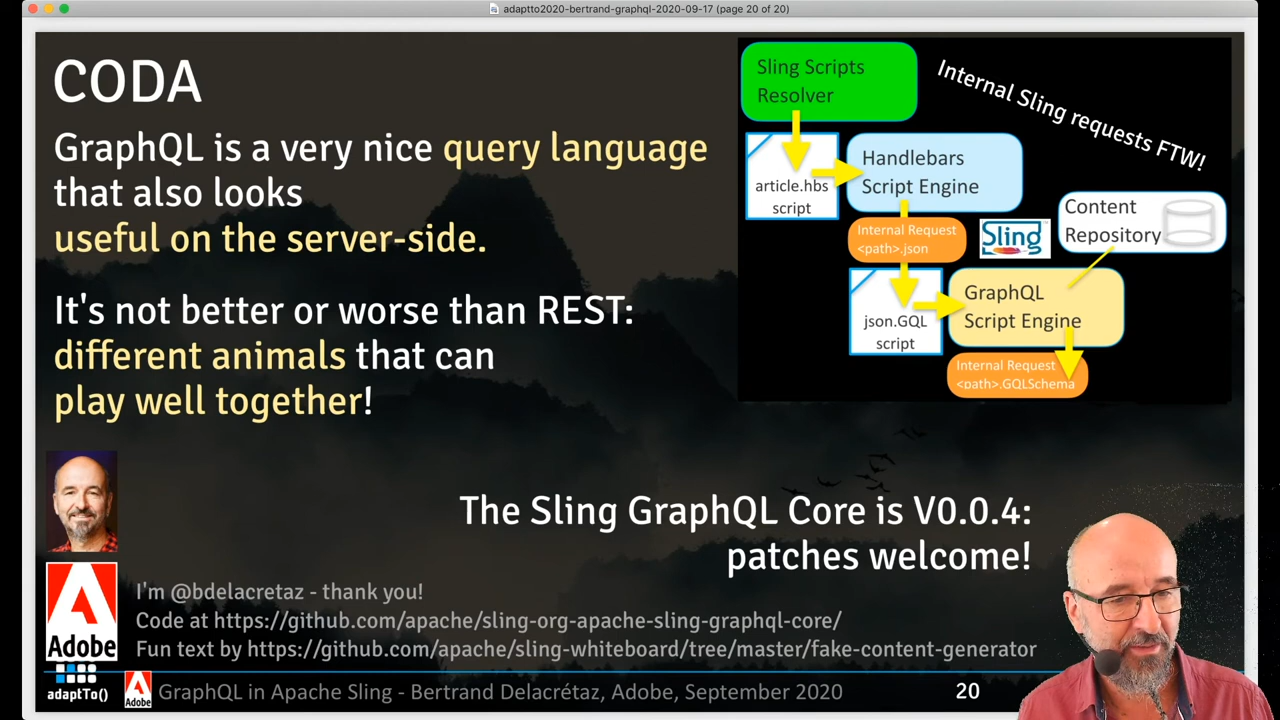 adaptto2020-bertrand-graphql-2020-09-17 (page 20 of 20)
CODA
GraphQL is a very nice query language
that also looks
useful on the server-side.
It's not better or worse than REST:
different animals that can
play well together!
Sling Scripts
Resolver
Internal Sling requests FTW!
article.hbs
script
Handlebars
Script Engine
Internal Request
<path>.json
Sling
Content
Repository
json.GQL
script
GraphQL
Script Engine
Internal Request
<path>.GQLSchema
The Sling GraphQL Core is V0.0.4:
patches welcome!
I'm @bdelacretaz - thank you!
Code at https://github.com/apache/sling-org-apache-sling-graphql-core/
Fun text by https://github.com/apache/sling-whiteboard/tree/master/fake-content-generator
Adobe
adaptTo()
Adobe
GraphQL in Apache Sling - Bertrand Delacrétaz, Adobe, September 2020
20